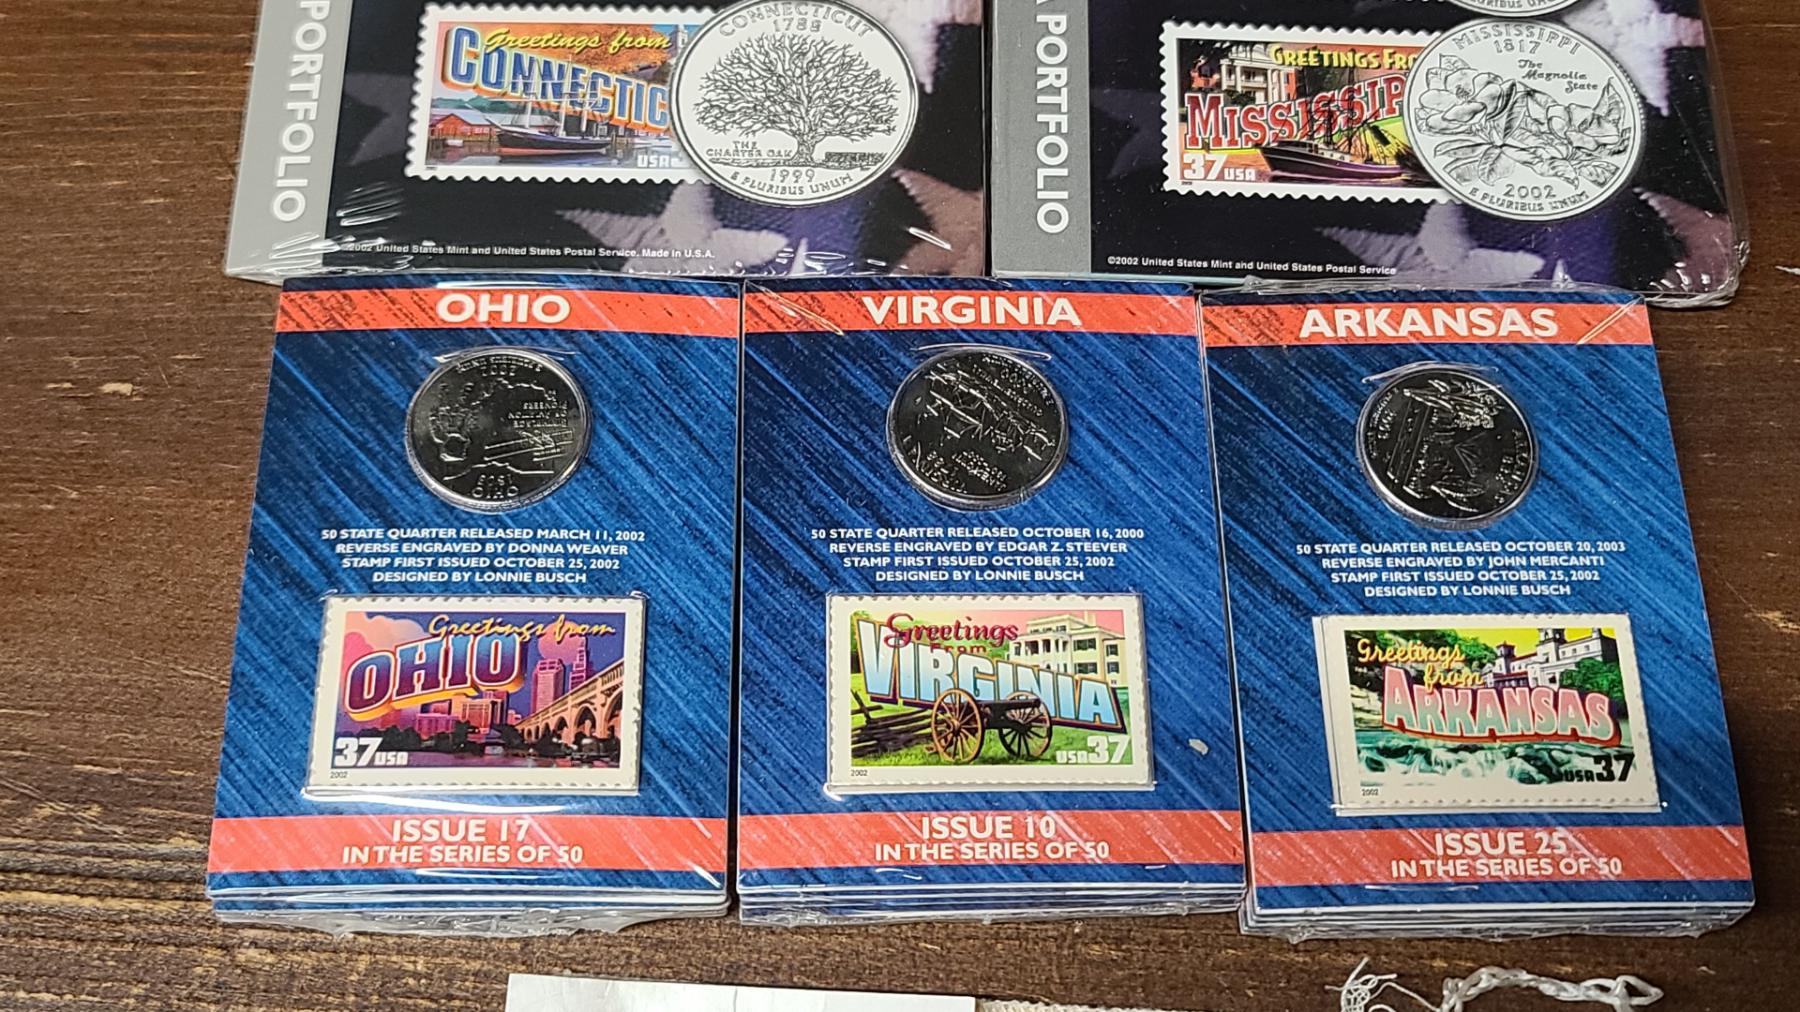 PORTFOLIO
Greetings from
CONNECTIC
USA
CONNECTICUT
1788
THE
CHARTER OAK
1999
E PLURIBUS UNUM
©2002 United States Mint and United States Postal Service. Made in U.S.A.
A PORTFOLIO
GREETINGS FRO
MISSISSIP
37 USA
MISSISSIPPI
1817
The
Magnolia
State
2002
E PLURIBUS UNUM
©2002 United States Mint and United States Postal Service
OHIO
1803
OHIO
50 STATE QUARTER RELEASED MARCH 11, 2002
REVERSE ENGRAVED BY DONNA WEAVER
STAMP FIRST ISSUED OCTOBER 25, 2002
DESIGNED BY LONNIE BUSCH
Greetings from
OHIO
37 USA
2002
ISSUE 17
IN THE SERIES OF 50
VIRGINIA
50 STATE QUARTER RELEASED OCTOBER 16, 2000
REVERSE ENGRAVED BY EDGAR Z. STEEVER
STAMP FIRST ISSUED OCTOBER 25, 2002
DESIGNED BY LONNIE BUSCH
Greetings
From
VIRGINIA
USA 37
2002
ISSUE 10
IN THE SERIES OF 50
ARKANSAS
50 STATE QUARTER RELEASED OCTOBER 20, 2003
REVERSE ENGRAVED BY JOHN MERCANTI
STAMP FIRST ISSUED OCTOBER 25, 2002
DESIGNED BY LONNIE BUSCH
Greetings
from
ARKANSAS
USA 37
2002
ISSUE 25
IN THE SERIES OF 50